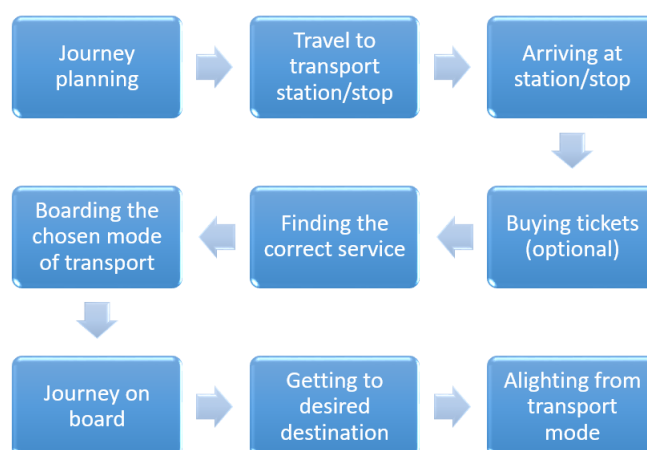 Journey
planning
Travel to
transport
station/stop
Arriving at
station/stop
Buying tickets
(optional)
Finding the
correct service
Boarding the
chosen mode
of transport
Journey on
board
Getting to
desired
destination
Alighting from
transport
mode